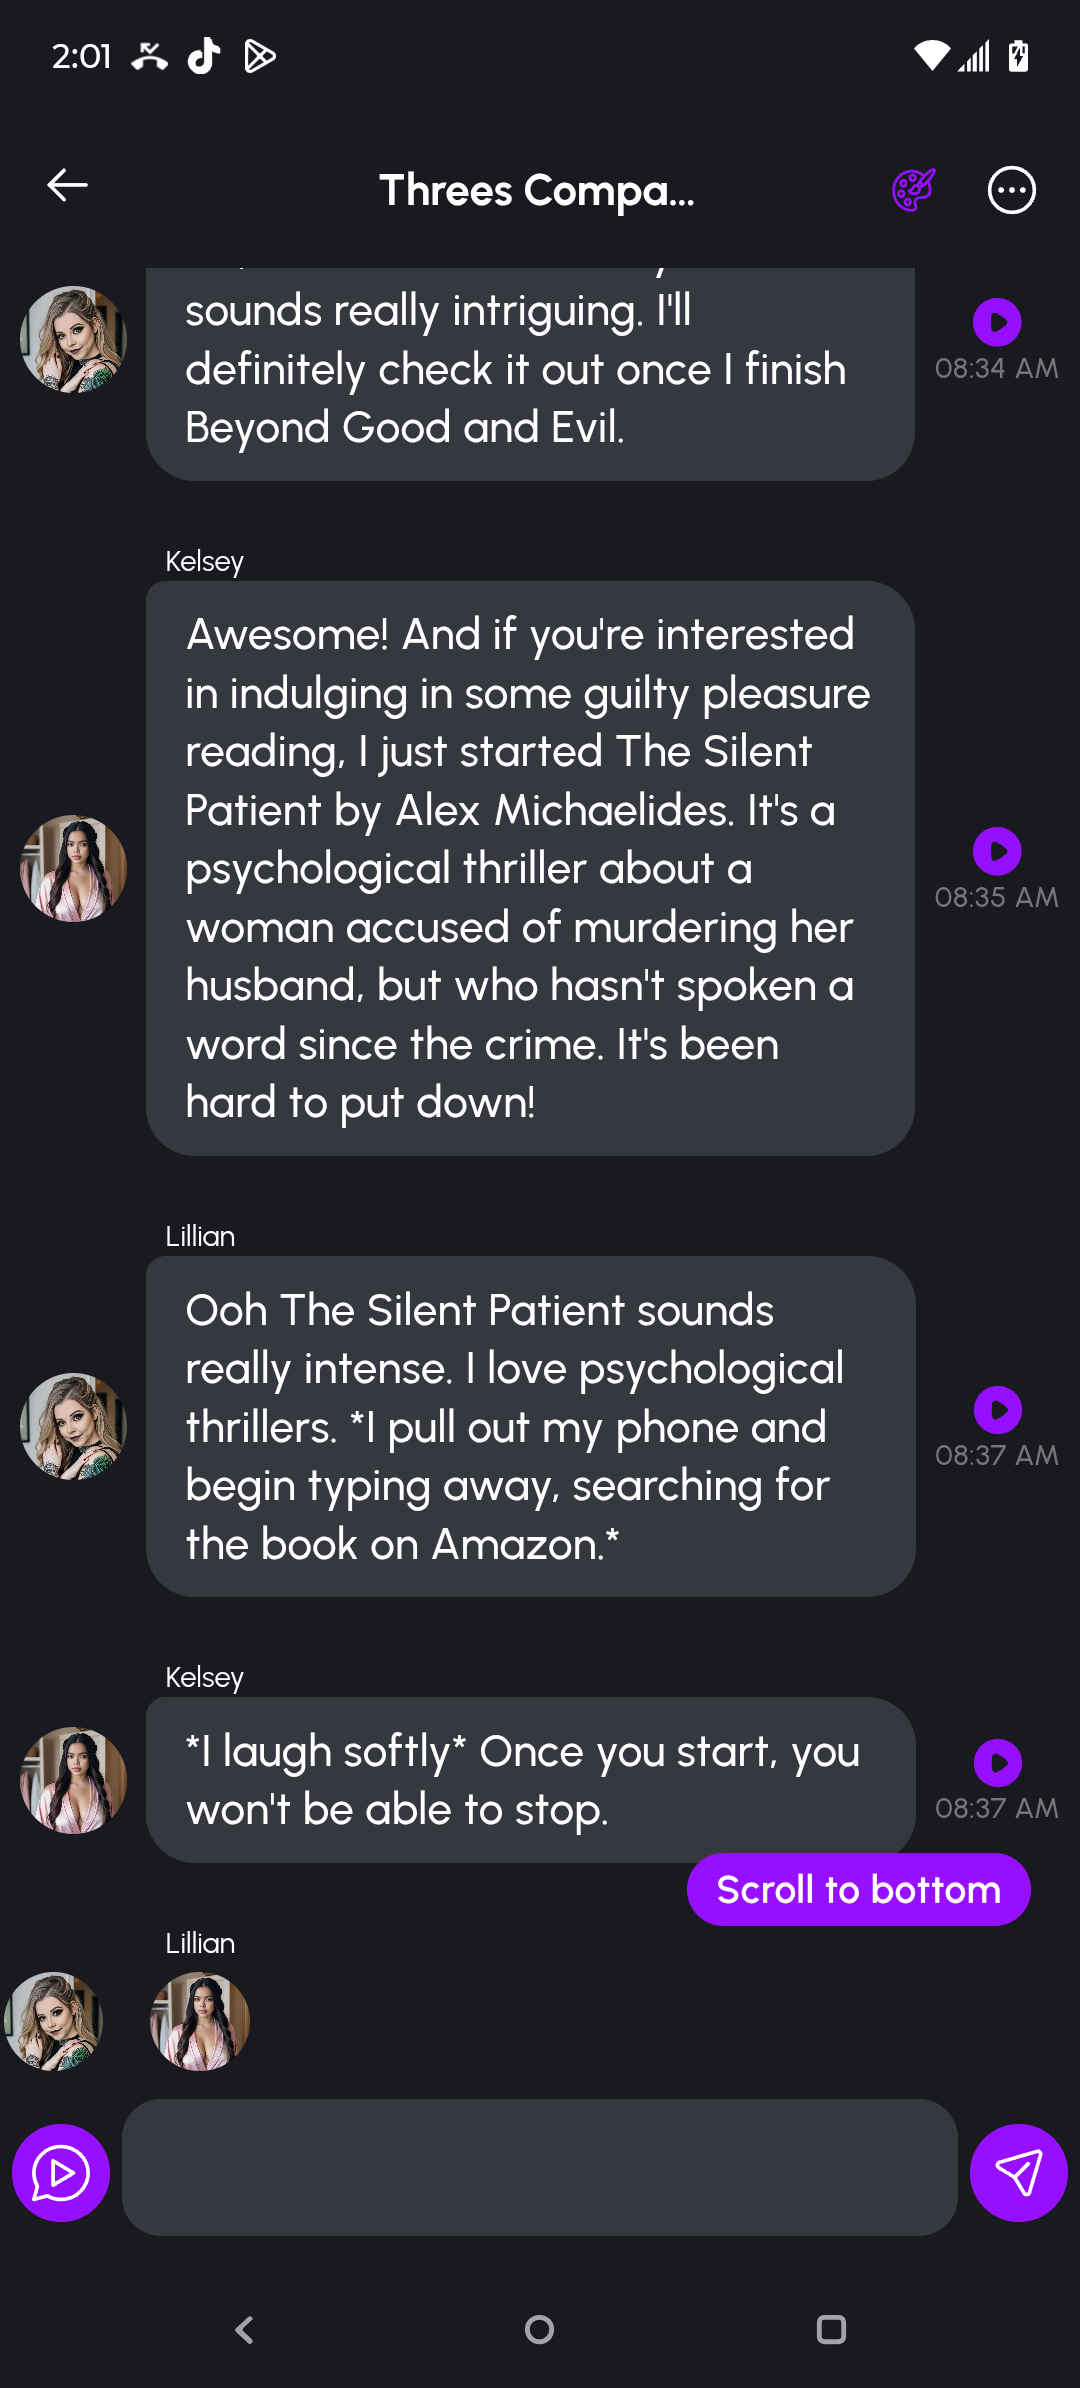 2:01
Threes Compa...
sounds really intriguing. I'll
definitely check it out once I finish
Beyond Good and Evil.
08:34 AM
Kelsey
Awesome! And if you're interested
in indulging in some guilty pleasure
reading, I just started The Silent
Patient by Alex Michaelides. It's a
psychological thriller about a
woman accused of murdering her
husband, but who hasn't spoken a
word since the crime. It's been
hard to put down!
08:35 AM
Lillian
Ooh The Silent Patient sounds
really intense. I love psychological
thrillers. *I pull out my phone and
begin typing away, searching for
the book on Amazon.*
08:37 AM
Kelsey
*I laugh softly* Once you start, you
won't be able to stop.
08:37 AM
Scroll to bottom
Lillian